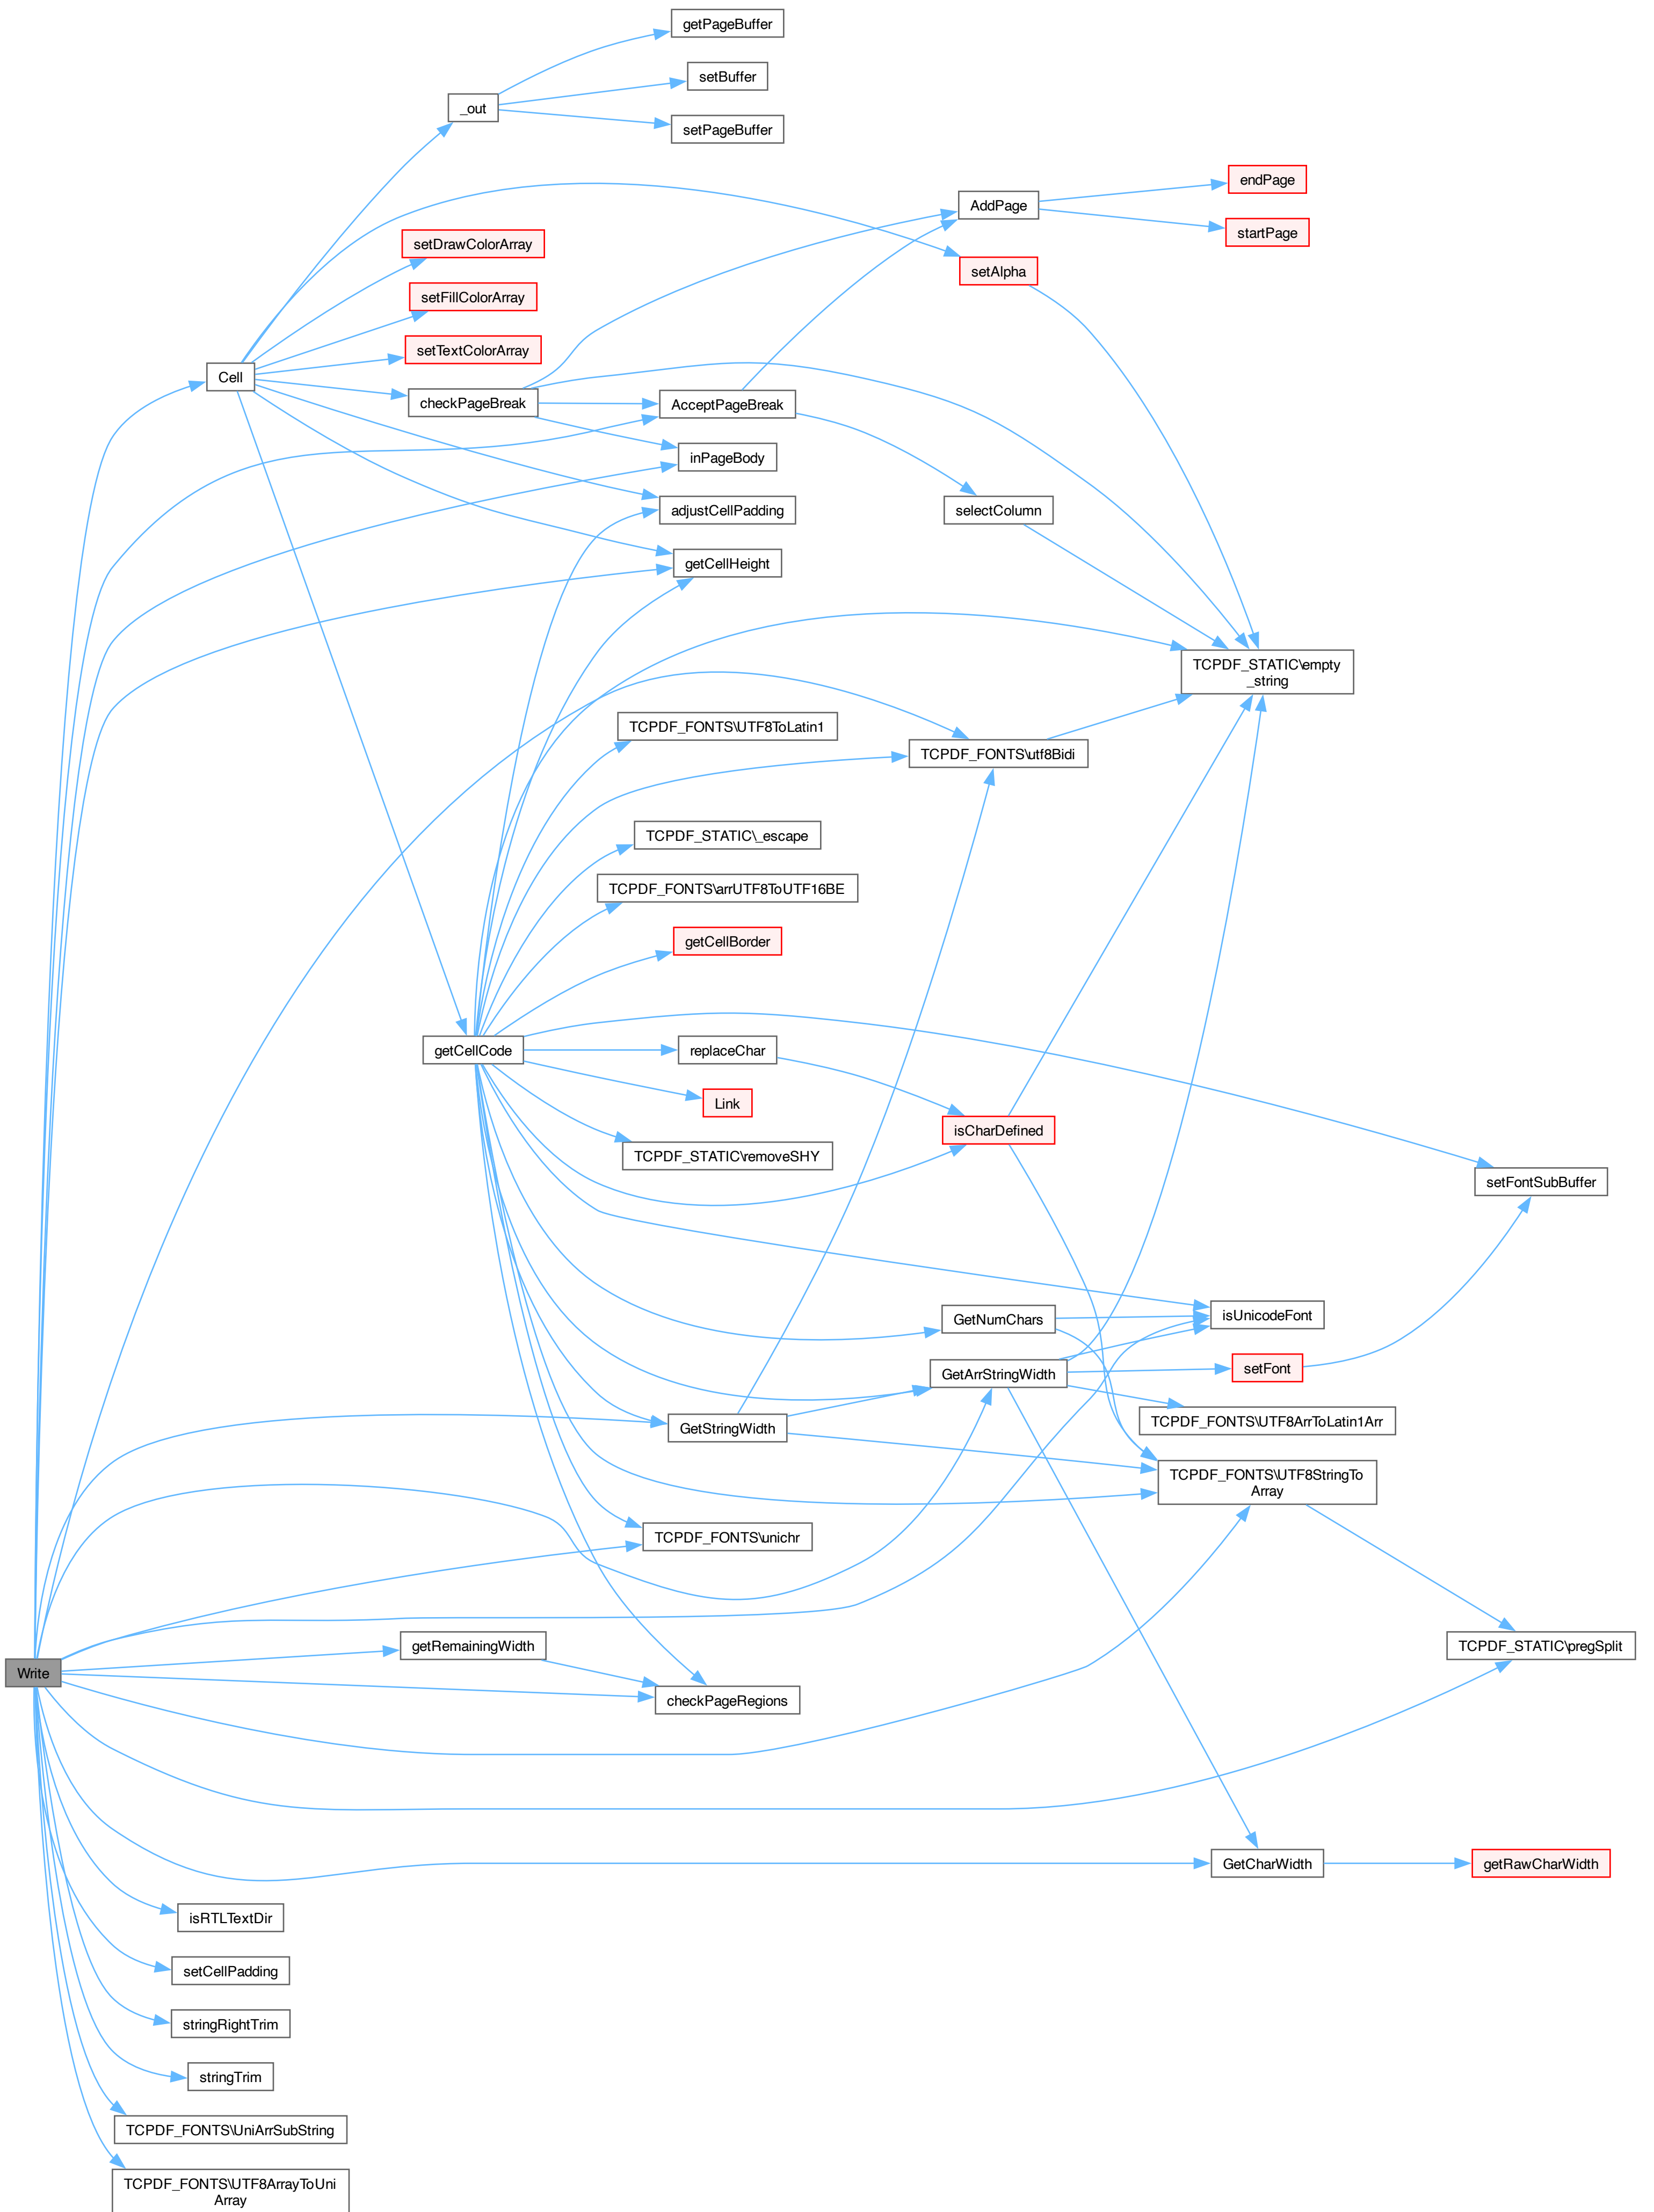 getPageBuffer
setBuffer
_out
setPageBuffer
endPage
AddPage
startPage
setDrawColorArray
setAlpha
setFillColorArray
setTextColorArray
Cell
checkPageBreak
AcceptPageBreak
inPageBody
adjustCellPadding
selectColumn
getCellHeight
TCPDF_STATIC\empty
_string
TCPDF_FONTS\UTF8ToLatin1
TCPDF_FONTS\utf8Bidi
TCPDF_STATIC\_escape
TCPDF_FONTS\arrUTF8ToUTF16BE
getCellBorder
getCellCode
replaceChar
Link
isCharDefined
TCPDF_STATIC\removeSHY
setFontSubBuffer
GetNumChars
isUnicodeFont
GetArrStringWidth
setFont
GetStringWidth
TCPDF_FONTS\UTF8ArrToLatin1Arr
TCPDF_FONTS\UTF8StringTo
Array
TCPDF_FONTS\unichr
getRemainingWidth
TCPDF_STATIC\pregSplit
Write
checkPageRegions
GetCharWidth
getRawCharWidth
isRTLTextDir
setCellPadding
stringRightTrim
stringTrim
TCPDF_FONTS\UniArrSubString
TCPDF_FONTS\UTF8ArrayToUni
Array